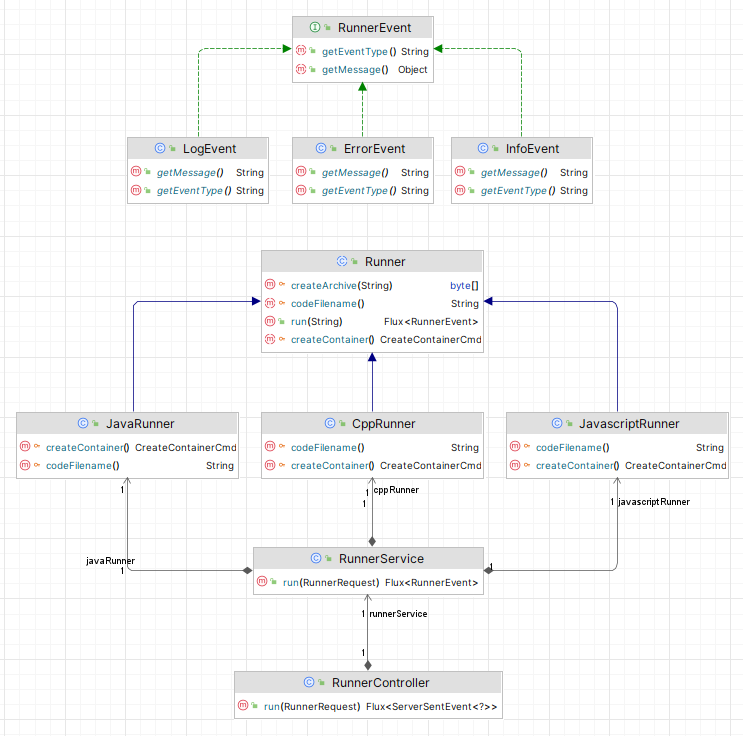 RunnerEvent
getEventType() String
getMessage() Object
LogEvent
getMessage() String
getEventType() String
ErrorEvent
getMessage() String
getEventType() String
InfoEvent
getMessage() String
getEventType() String
Runner
createArchive(String) byte[]
codeFilename() String
run(String) Flux<RunnerEvent>
createContainer() CreateContainerCmd
JavaRunner
createContainer() CreateContainerCmd
codeFilename() String
CppRunner
codeFilename() String
createContainer() CreateContainerCmd
JavascriptRunner
codeFilename() String
createContainer() CreateContainerCmd
1
1 cppRunner
1
1 javascriptRunner
javaRunner
1
1
RunnerService
run(RunnerRequest) Flux<RunnerEvent>
1 runnerService
1
RunnerController
run(RunnerRequest) Flux<ServerSentEvent<?>>